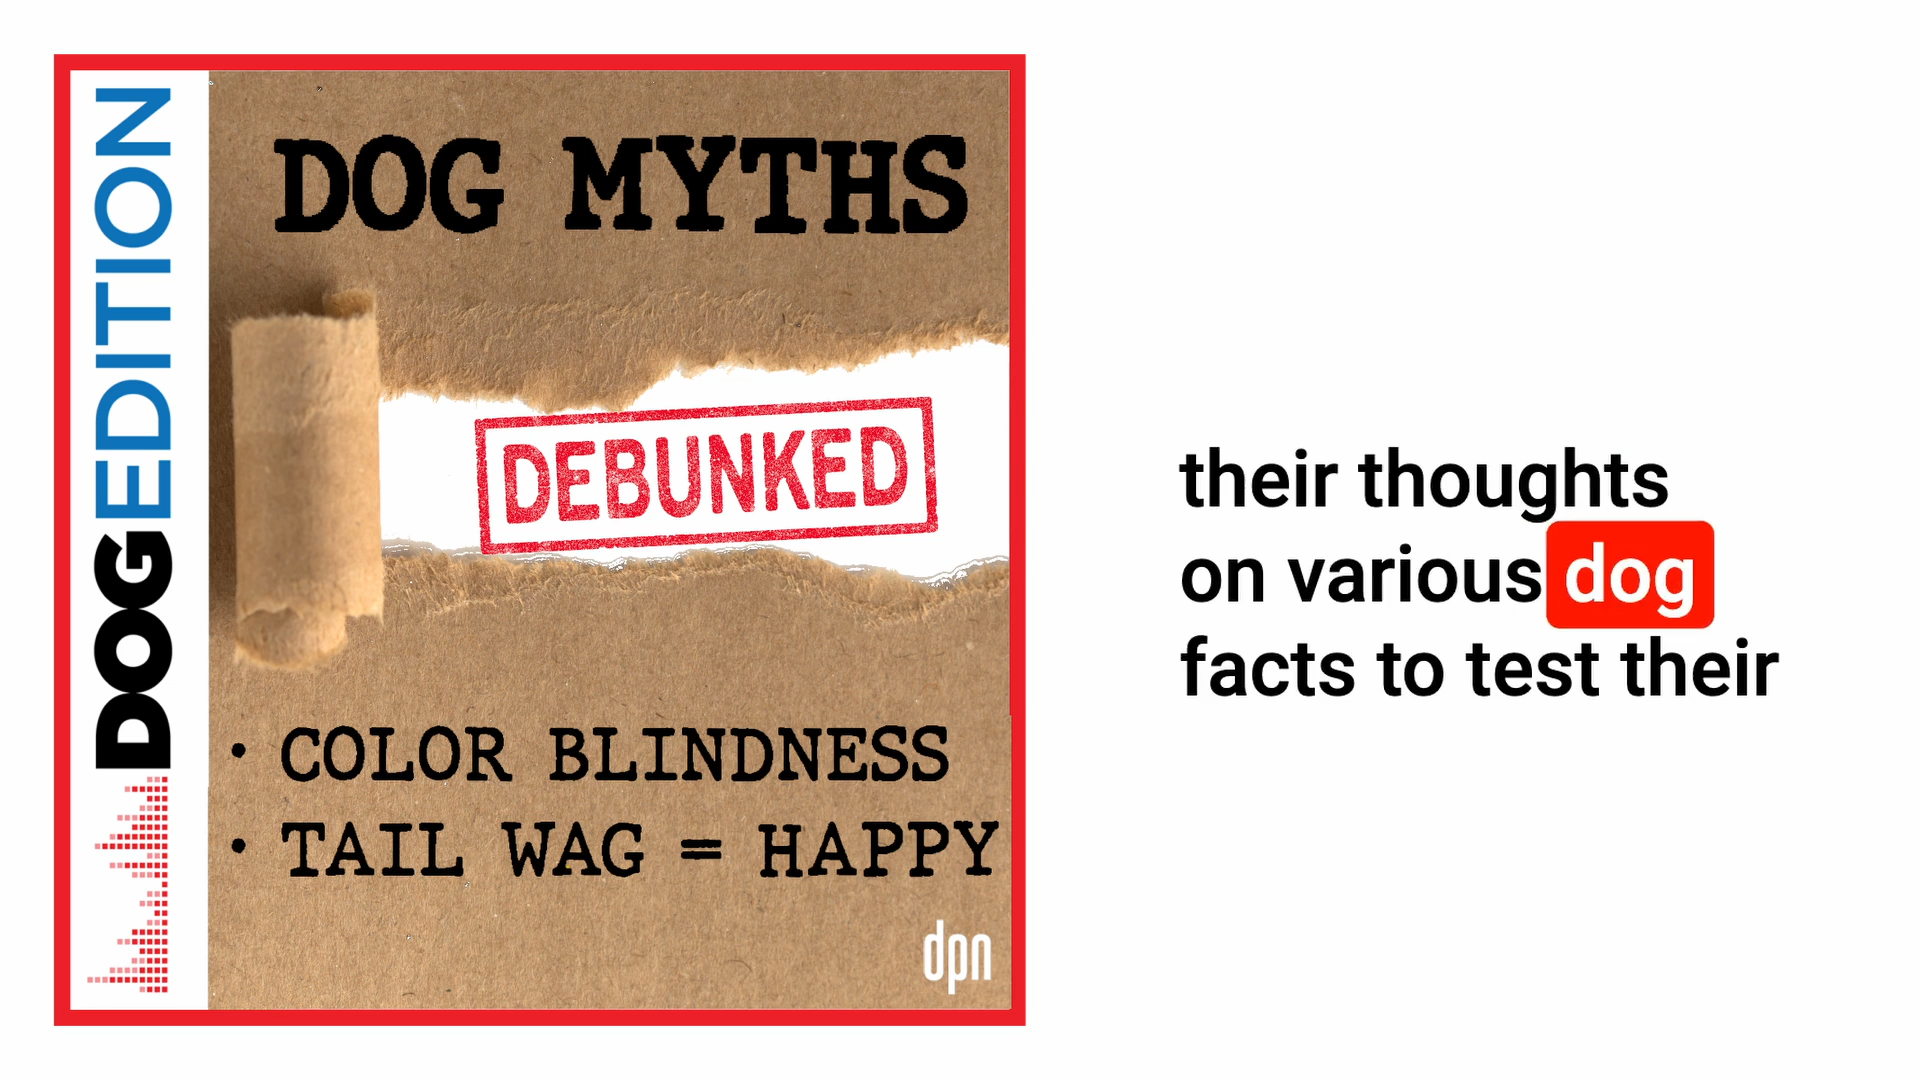 DOGEDITION
DOG MYTHS
DEBUNKED
• COLOR BLINDNESS
• TAIL WAG = HAPPY
dpn
their thoughts
on various dog
facts to test their